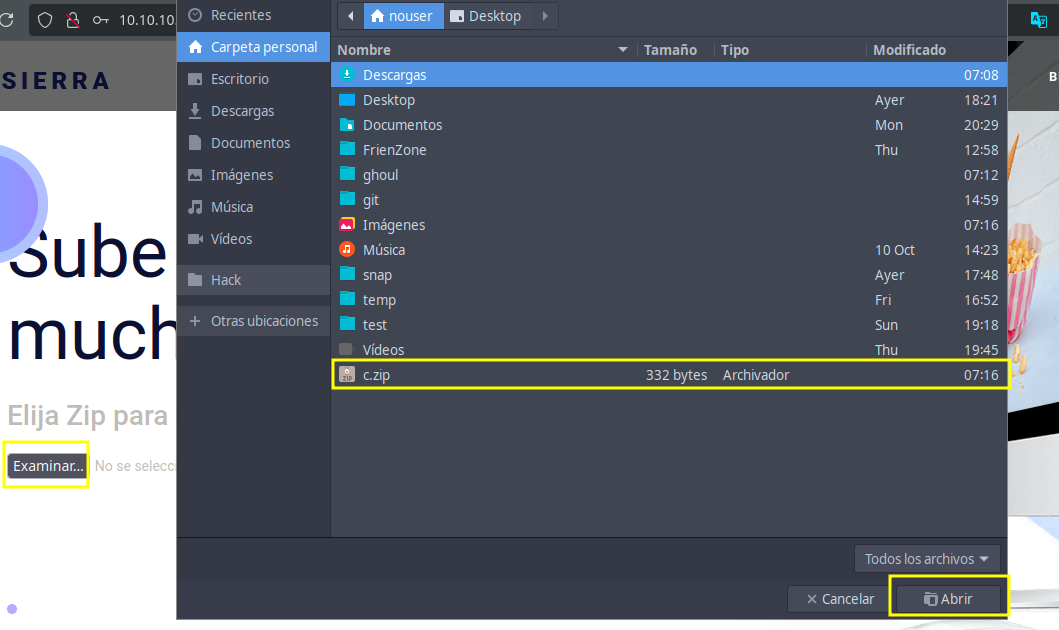 10.10.10
SIERRA
Sube
much
Elija Zip para
Examinar... No se selecc
Recientes
Carpeta personal
Escritorio
Descargas
Documentos
Imágenes
Música
Vídeos
Hack
+ Otras ubicaciones
nouser Desktop
Nombre Tamaño Tipo Modificado
Descargas 07:08
Desktop Ayer 18:21
Documentos Mon 20:29
FrienZone Thu 12:58
ghoul 07:12
git 14:59
Imágenes 07:16
Música 10 Oct 14:23
snap Ayer 17:48
temp Fri 16:52
test Sun 19:18
Vídeos Thu 19:45
c.zip 332 bytes Archivador 07:16
Todos los archivos
Cancelar Abrir
B